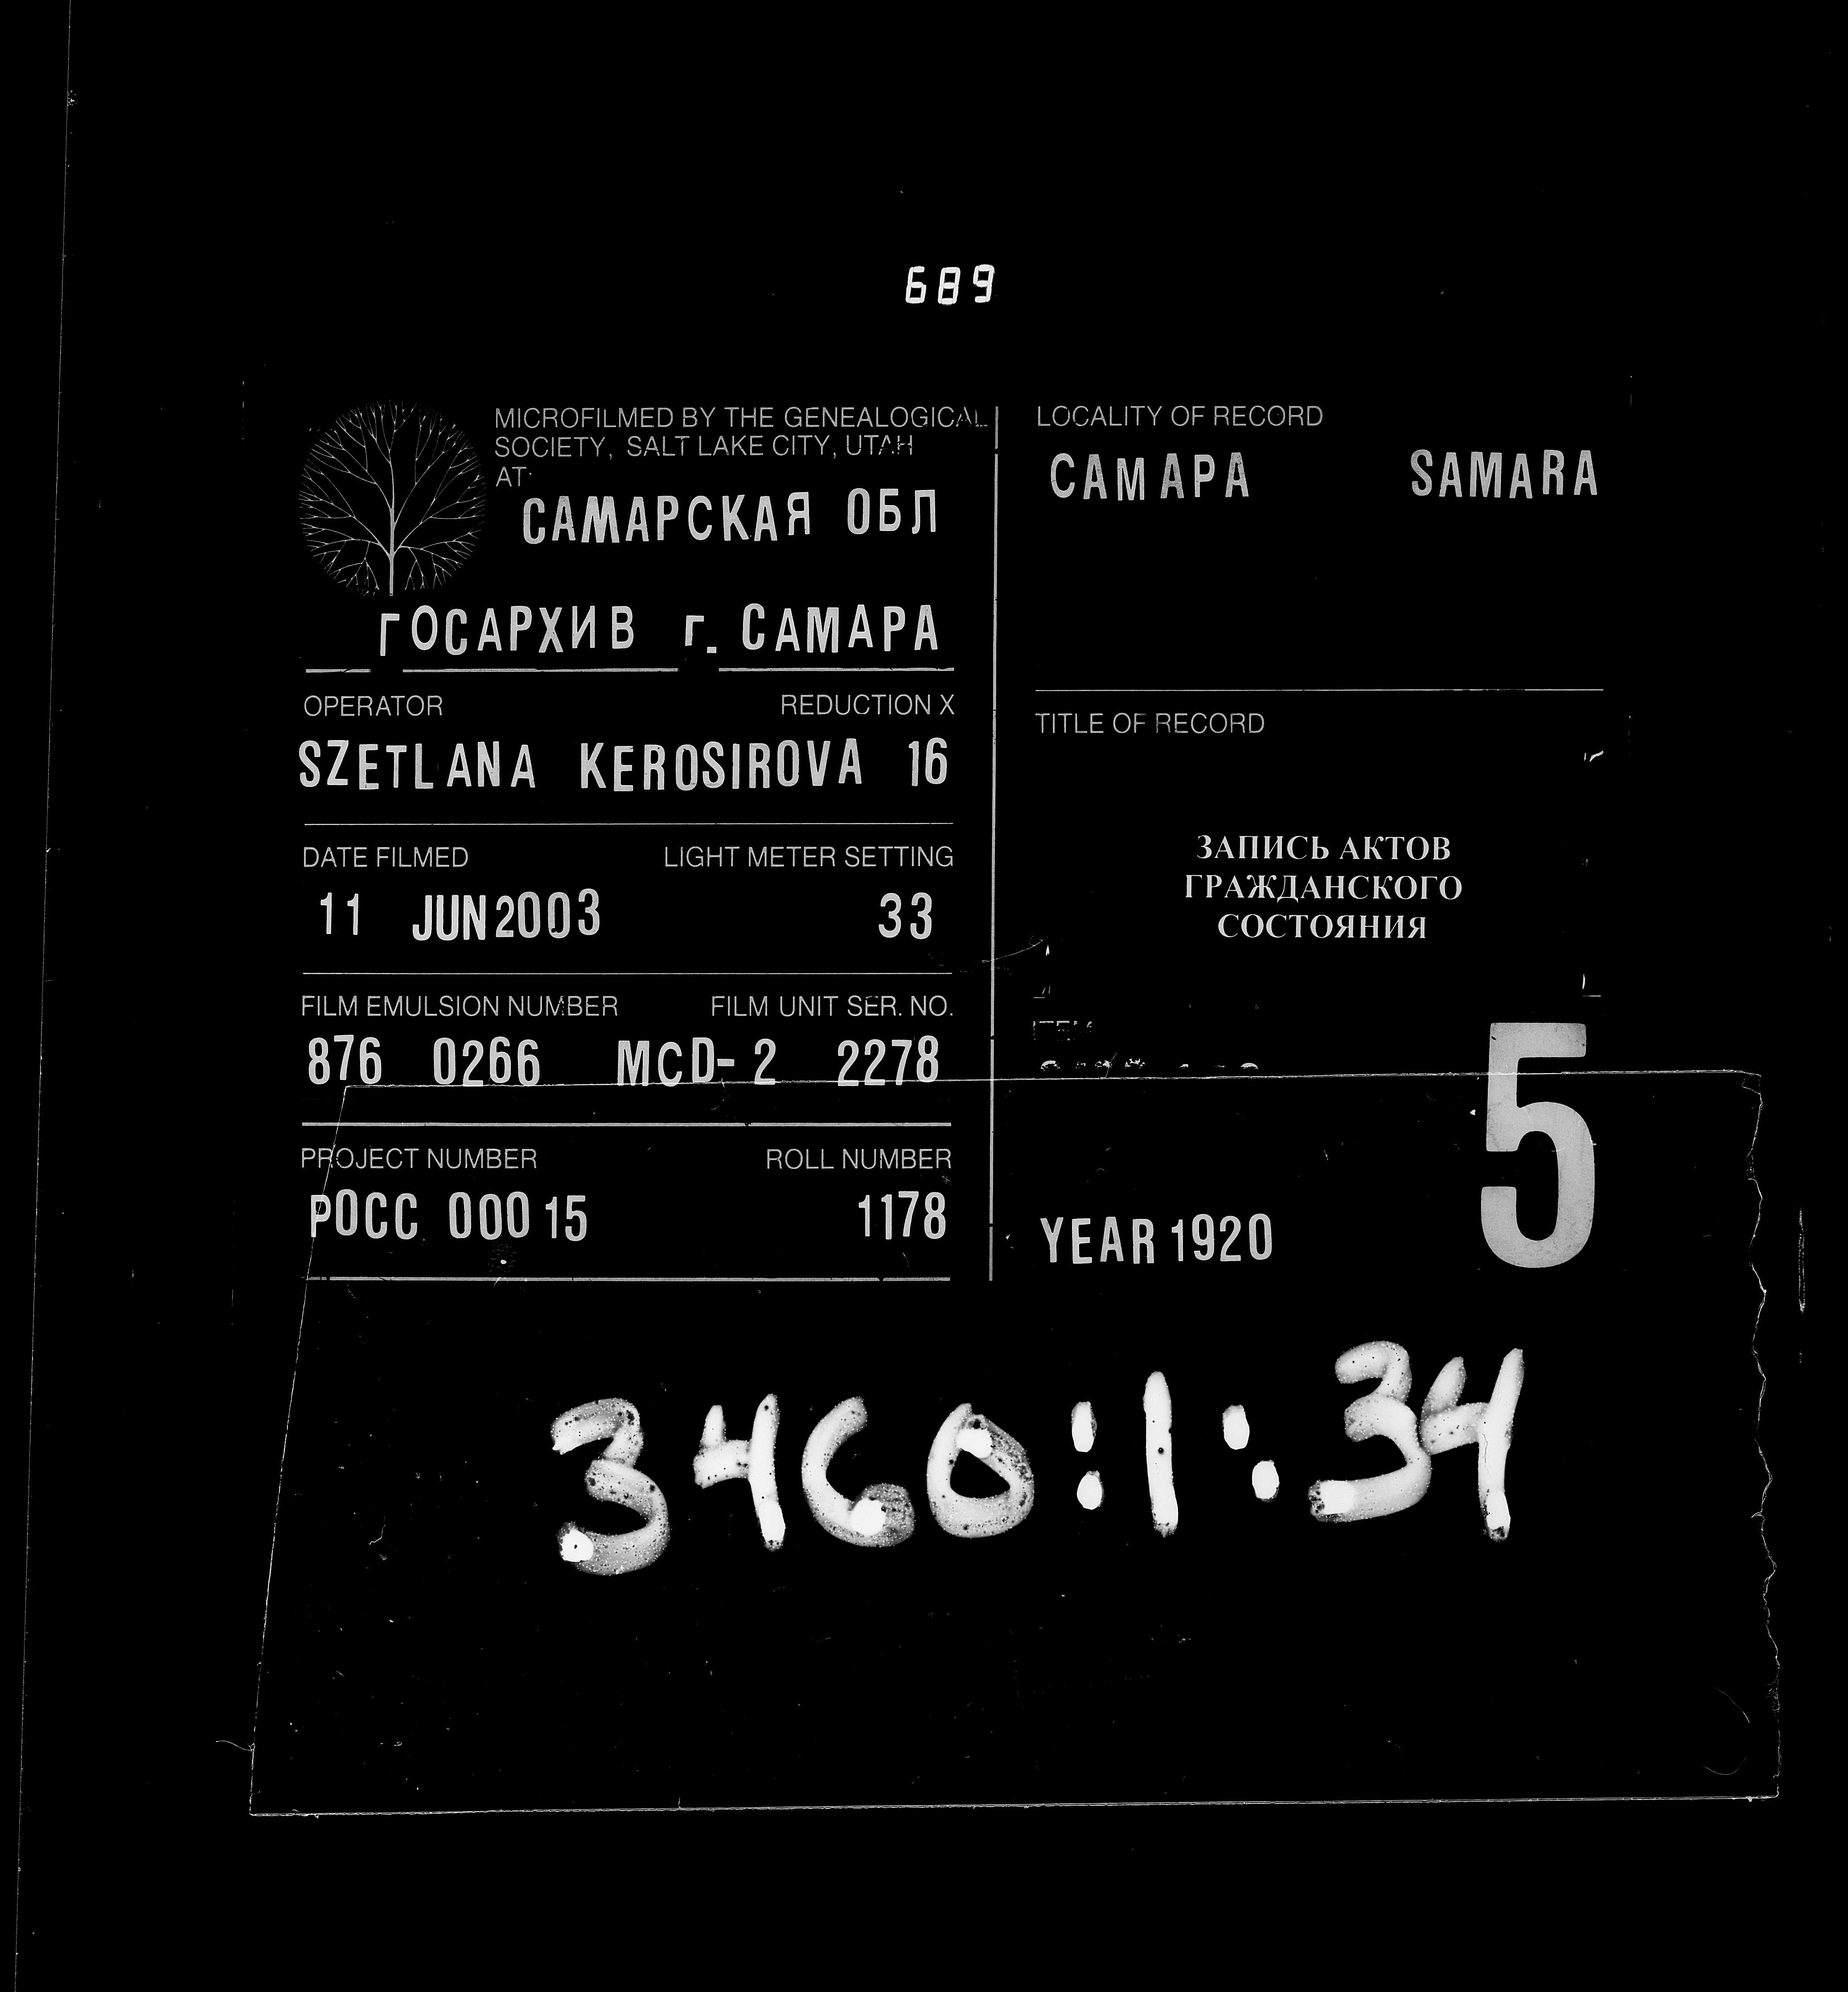 689
MICROFILMED BY THE GENEALOGICAL
SOCIETY, SALT LAKE CITY, UTAH
AT
САМАРСКАЯ ОБЛ
ГОСАРХИВ г. САМАРА
OPERATOR REDUCTION X
SZETLANA KEROSIROVA 16
DATE FILMED LIGHT METER SETTING
11 JUN 2003 33
FILM EMULSION NUMBER FILM UNIT SER. NO.
876 0266 MCD-2 2278
PROJECT NUMBER ROLL NUMBER
РОСС 00015 1178
LOCALITY OF RECORD
САМАРА SAMARA
TITLE OF RECORD
ЗАПИСЬ АКТОВ
ГРАЖДАНСКОГО
СОСТОЯНИЯ
ITEM
5
YEAR 1920
3460:1:34